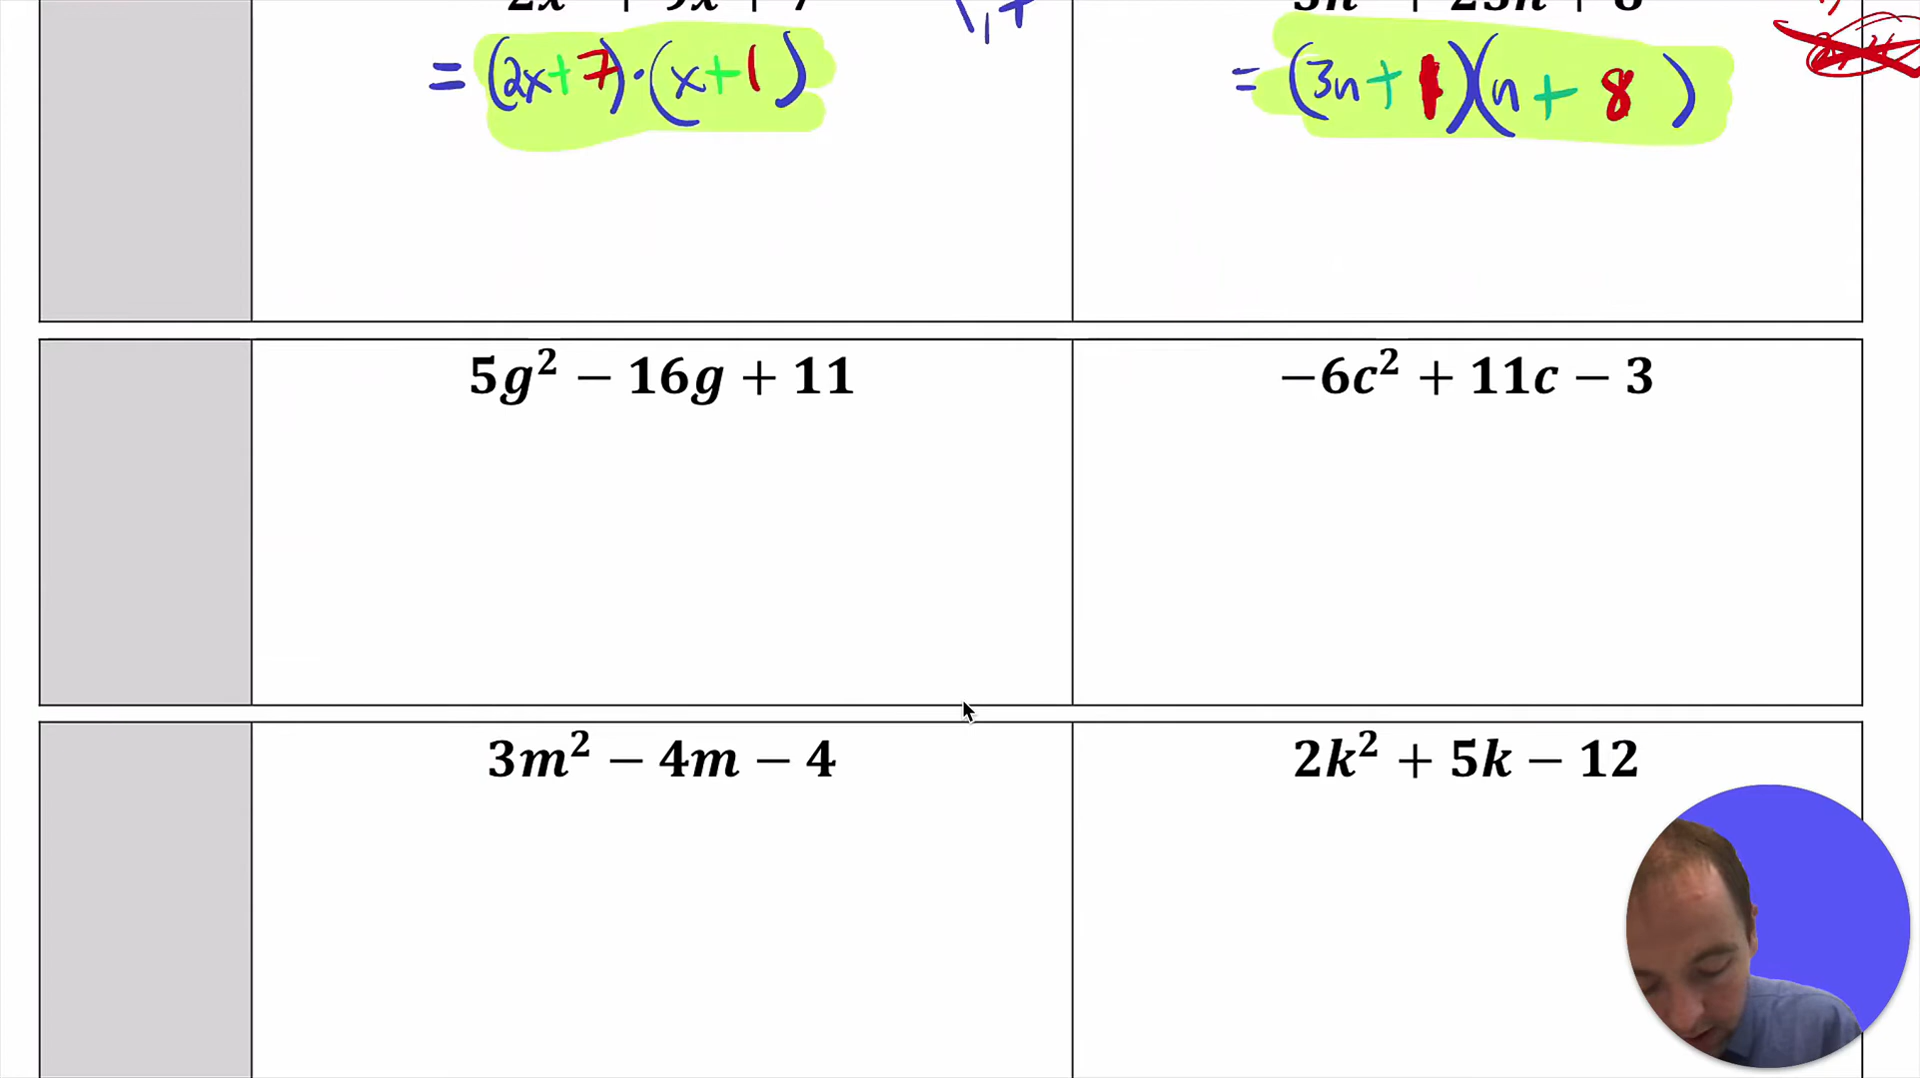 = (2x+7)·(x+1)
= (3n+1)(n+8)
5g² − 16g + 11
−6c² + 11c − 3
3m² − 4m − 4
2k² + 5k − 12